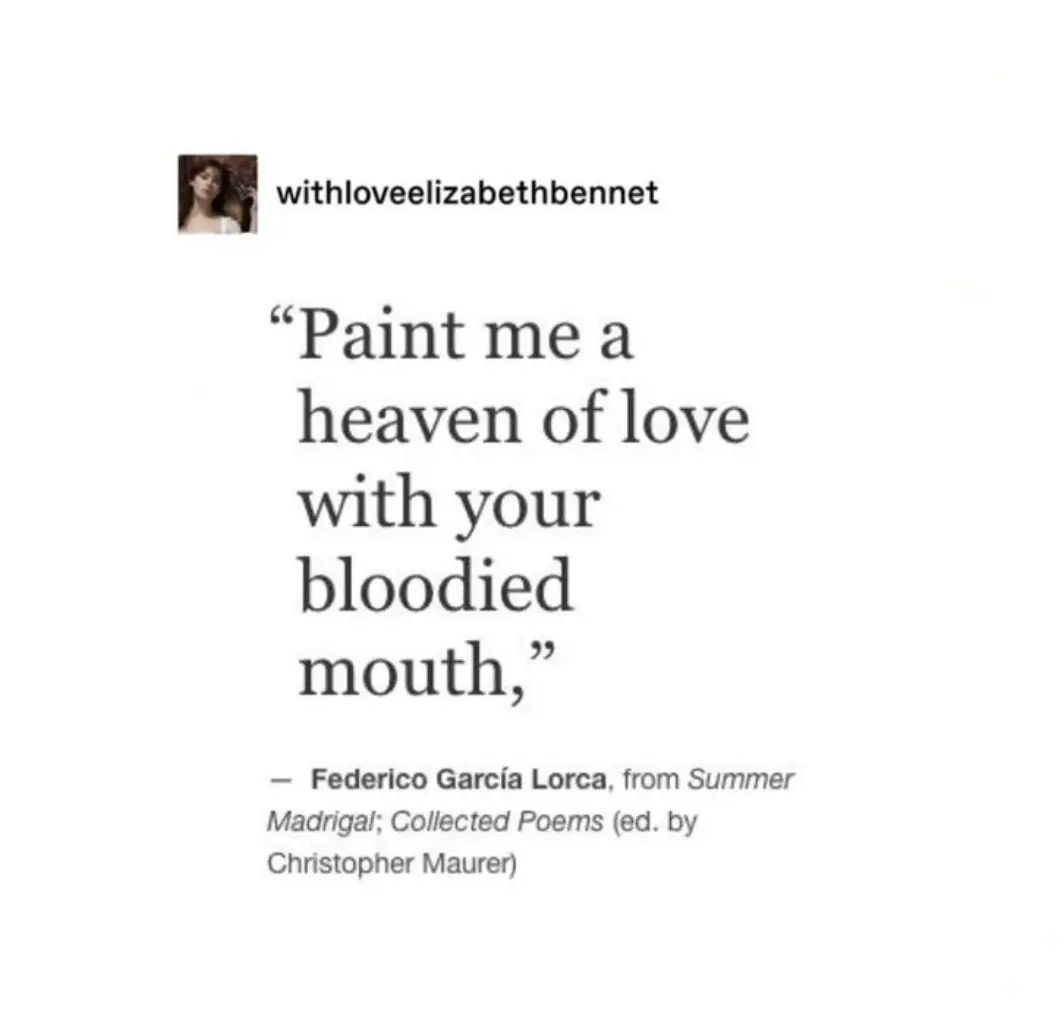 withloveelizabethbennet
“Paint me a
heaven of love
with your
bloodied
mouth,”
— Federico García Lorca, from Summer
Madrigal; Collected Poems (ed. by
Christopher Maurer)